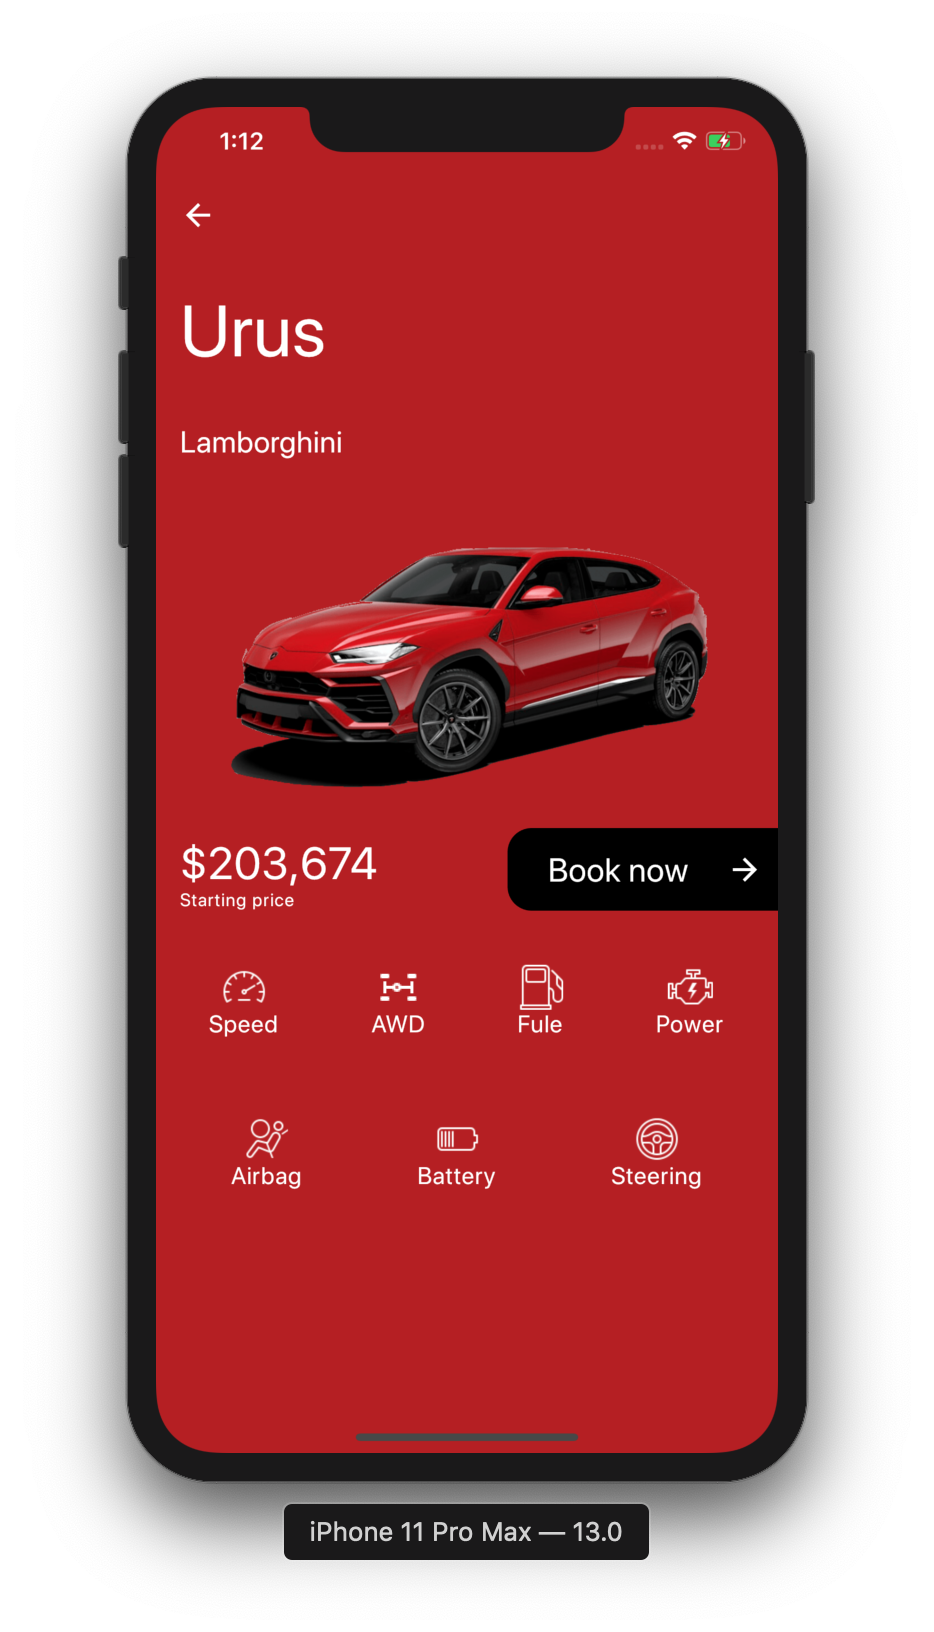 1:12
Urus
Lamborghini
$203,674
Starting price
Book now
Speed AWD Fule Power
Airbag Battery Steering
iPhone 11 Pro Max — 13.0